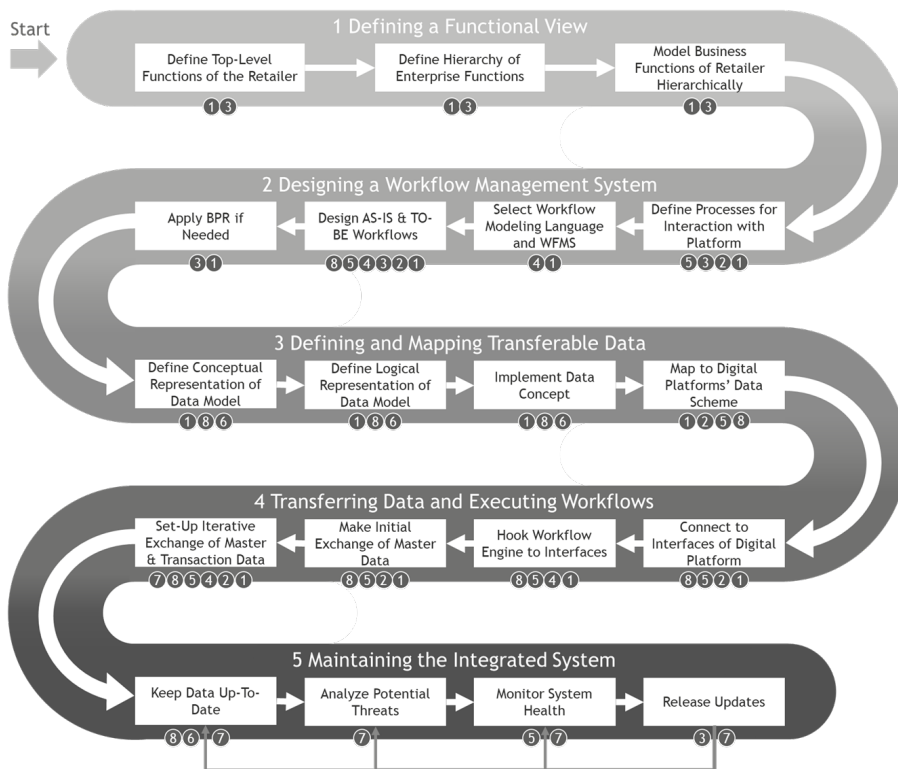 Start
1 Defining a Functional View
Define Top-Level
Functions of the Retailer
1 3
Define Hierarchy of
Enterprise Functions
1 3
Model Business
Functions of Retailer
Hierarchically
1 3
2 Designing a Workflow Management System
Define Processes for
Interaction with
Platform
5 3 2 1
Select Workflow
Modeling Language
and WFMS
4 1
Design AS-IS & TO-
BE Workflows
8 5 4 3 2 1
Apply BPR if
Needed
3 1
3 Defining and Mapping Transferable Data
Define Conceptual
Representation of
Data Model
1 8 6
Define Logical
Representation of
Data Model
1 8 6
Implement Data
Concept
1 8 6
Map to Digital
Platforms’ Data
Scheme
1 2 5 8
4 Transferring Data and Executing Workflows
Connect to
Interfaces of Digital
Platform
8 5 2 1
Hook Workflow
Engine to Interfaces
8 5 4 1
Make Initial
Exchange of Master
Data
8 5 2 1
Set-Up Iterative
Exchange of Master
& Transaction Data
7 8 5 4 2 1
5 Maintaining the Integrated System
Keep Data Up-To-
Date
8 6 7
Analyze Potential
Threats
7
Monitor System
Health
5 7
Release Updates
3 7